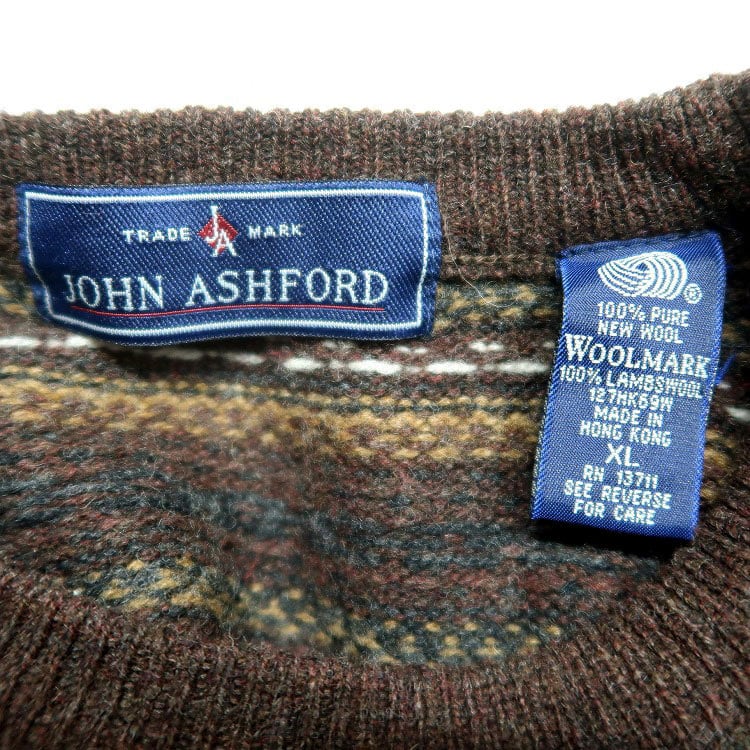 TRADE JA MARK
JOHN ASHFORD
®
100% PURE
NEW WOOL
WOOLMARK
100% LAMBSWOOL
127HK69W
MADE IN
HONG KONG
XL
RN 13711
SEE REVERSE
FOR CARE